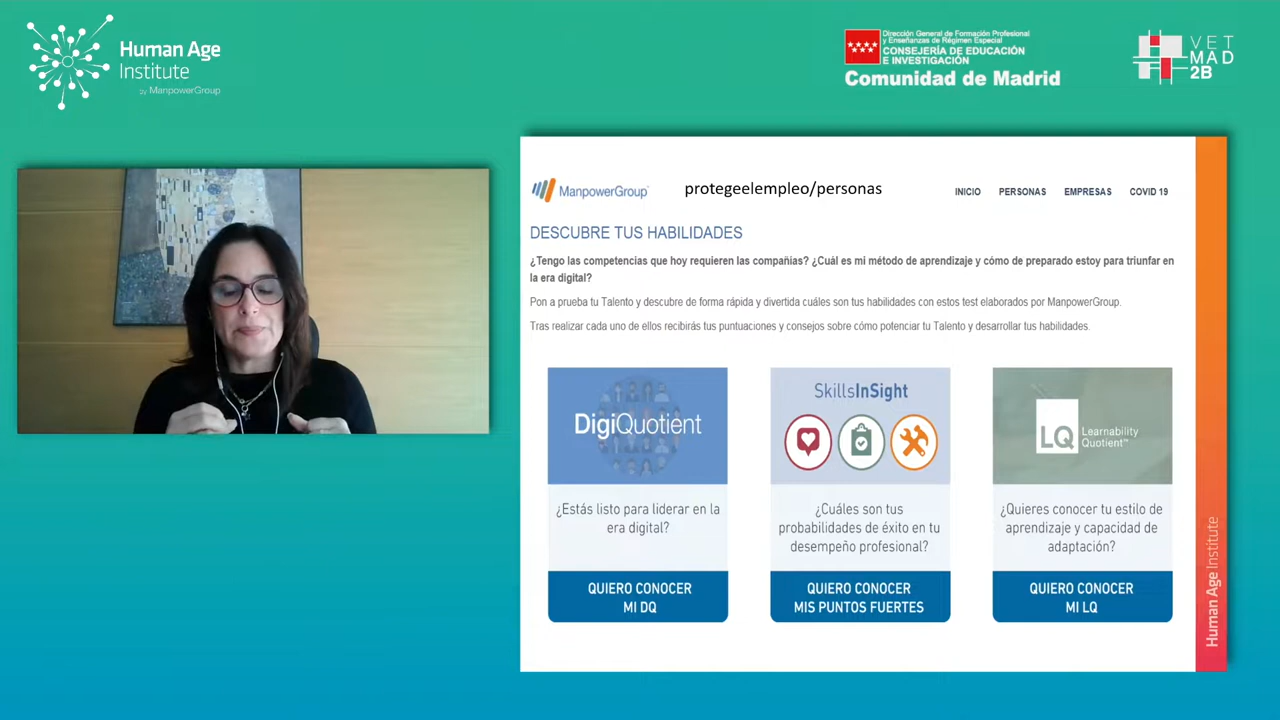 Human Age
Institute
by ManpowerGroup
Dirección General de Formación Profesional
y Enseñanzas de Régimen Especial
CONSEJERÍA DE EDUCACIÓN
E INVESTIGACIÓN
Comunidad de Madrid
VET
MAD
2B
ManpowerGroup
protegeelempleo/personas
INICIO PERSONAS EMPRESAS COVID 19
DESCUBRE TUS HABILIDADES
¿Tengo las competencias que hoy requieren las compañias? ¿Cuál es mi método de aprendizaje y cómo de preparado estoy para triunfar en
la era digital?
Pon a prueba tu Talento y descubre de forma rápida y divertida cuáles son tus habilidades con estos test elaborados por ManpowerGroup.
Tras realizar cada uno de ellos recibirás tus puntuaciones y consejos sobre cómo potenciar tu Talento y desarrollar tus habilidades.
DigiQuotient
¿Estás listo para liderar en la
era digital?
QUIERO CONOCER
MI DQ
SkillsInSight
¿Cuáles son tus
probabilidades de éxito en tu
desempeño profesional?
QUIERO CONOCER
MIS PUNTOS FUERTES
LQ Learnability
Quotient™
¿Quieres conocer tu estilo de
aprendizaje y capacidad de
adaptación?
QUIERO CONOCER
MI LQ
Human Age Institute